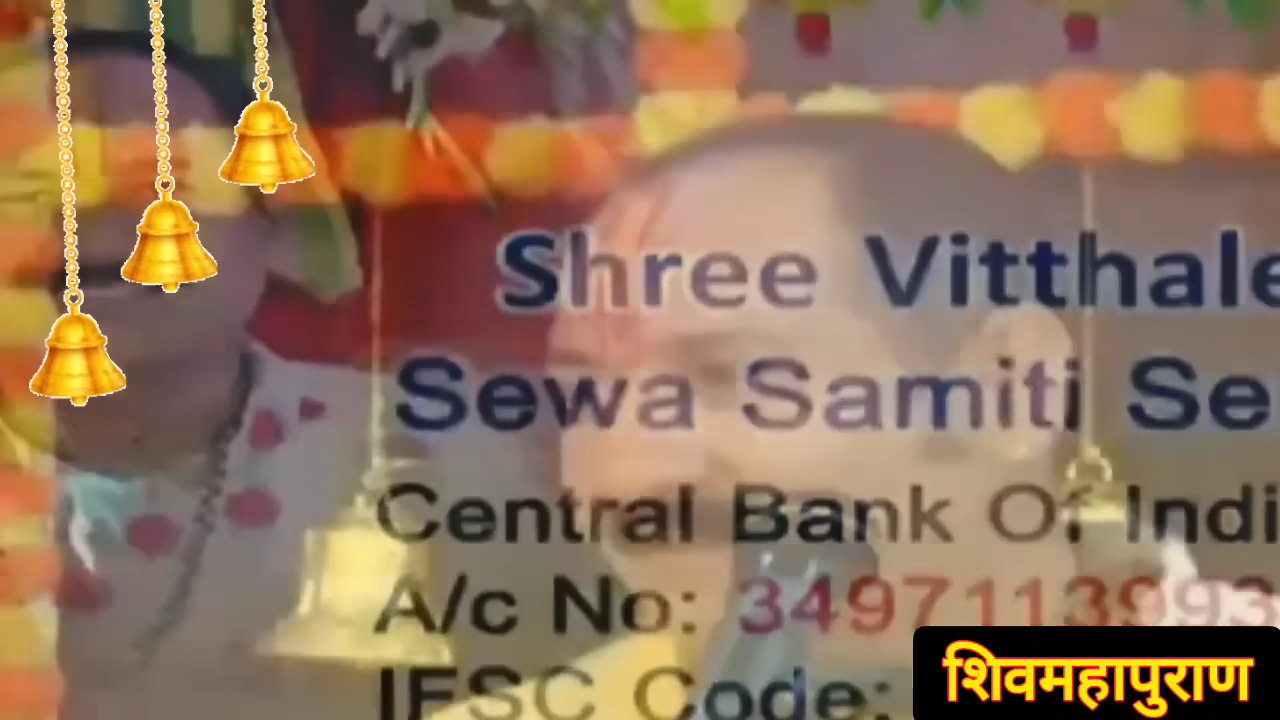 Shree Vitthale
Sewa Samiti Se
Central Bank Of Indi
A/c No: 3497113993
IFSC Code:
शिवमहापुराण